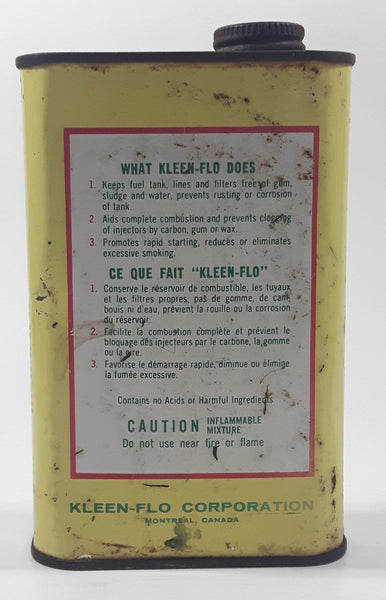 WHAT KLEEN-FLO DOES
1. Keeps fuel tank, lines and filters free of gum,
sludge and water, prevents rusting or corrosion
of tank.
2. Aids complete combustion and prevents clogging
of injectors by carbon, gum or wax.
3. Promotes rapid starting, reduces or eliminates
excessive smoking.
CE QUE FAIT "KLEEN-FLO"
1. Conserve le réservoir de combustible, les tuyaux
et les filtres propres, pas de gomme, de cam-
bouis ni d'eau, prévient la rouille ou la corrosion
du réservoir.
2. Facilite la combustion complète et prévient le
bloquage des injecteurs par le carbone, la gomme
ou la cire.
3. Favorise le démarrage rapide, diminue ou élimine
la fumée excessive.
Contains no Acids or Harmful Ingredients
CAUTION INFLAMMABLE
MIXTURE
Do not use near fire or flame
KLEEN-FLO CORPORATION
MONTREAL, CANADA